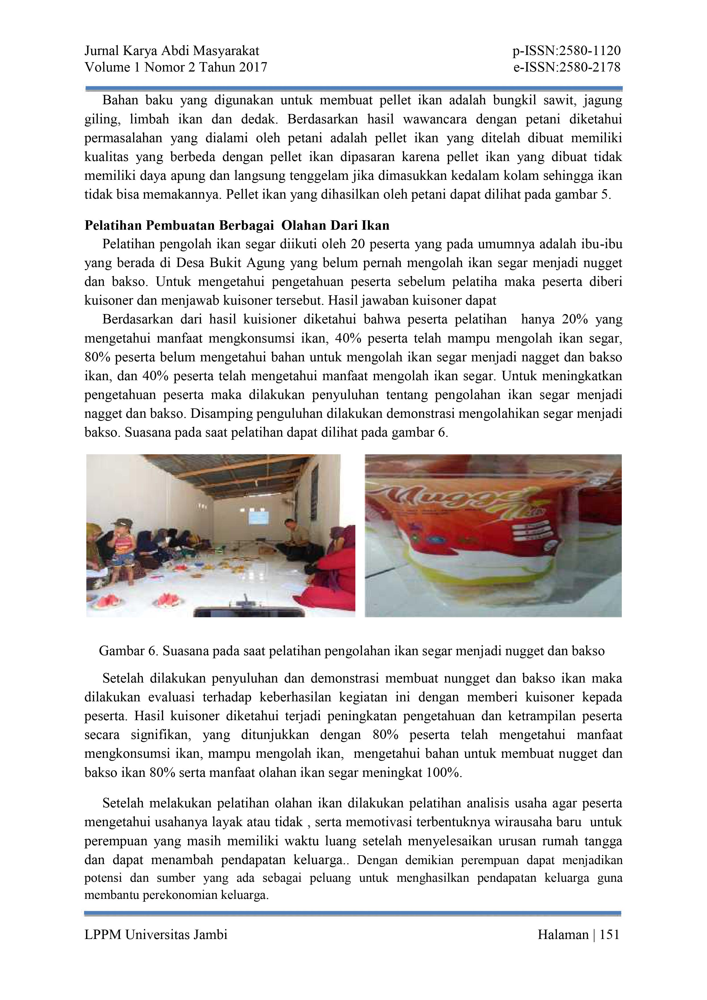 Jurnal Karya Abdi Masyarakat
Volume 1 Nomor 2 Tahun 2017
p-ISSN:2580-1120
e-ISSN:2580-2178
Bahan baku yang digunakan untuk membuat pellet ikan adalah bungkil sawit, jagung
giling, limbah ikan dan dedak. Berdasarkan hasil wawancara dengan petani diketahui
permasalahan yang dialami oleh petani adalah pellet ikan yang ditelah dibuat memiliki
kualitas yang berbeda dengan pellet ikan dipasaran karena pellet ikan yang dibuat tidak
memiliki daya apung dan langsung tenggelam jika dimasukkan kedalam kolam sehingga ikan
tidak bisa memakannya. Pellet ikan yang dihasilkan oleh petani dapat dilihat pada gambar 5.
Pelatihan Pembuatan Berbagai  Olahan Dari Ikan
Pelatihan pengolah ikan segar diikuti oleh 20 peserta yang pada umumnya adalah ibu-ibu
yang berada di Desa Bukit Agung yang belum pernah mengolah ikan segar menjadi nugget
dan bakso. Untuk mengetahui pengetahuan peserta sebelum pelatiha maka peserta diberi
kuisoner dan menjawab kuisoner tersebut. Hasil jawaban kuisoner dapat
Berdasarkan dari hasil kuisioner diketahui bahwa peserta pelatihan  hanya 20% yang
mengetahui manfaat mengkonsumsi ikan, 40% peserta telah mampu mengolah ikan segar,
80% peserta belum mengetahui bahan untuk mengolah ikan segar menjadi nagget dan bakso
ikan, dan 40% peserta telah mengetahui manfaat mengolah ikan segar. Untuk meningkatkan
pengetahuan peserta maka dilakukan penyuluhan tentang pengolahan ikan segar menjadi
nagget dan bakso. Disamping penguluhan dilakukan demonstrasi mengolahikan segar menjadi
bakso. Suasana pada saat pelatihan dapat dilihat pada gambar 6.
Nugget
Gambar 6. Suasana pada saat pelatihan pengolahan ikan segar menjadi nugget dan bakso
Setelah dilakukan penyuluhan dan demonstrasi membuat nungget dan bakso ikan maka
dilakukan evaluasi terhadap keberhasilan kegiatan ini dengan memberi kuisoner kepada
peserta. Hasil kuisoner diketahui terjadi peningkatan pengetahuan dan ketrampilan peserta
secara signifikan, yang ditunjukkan dengan 80% peserta telah mengetahui manfaat
mengkonsumsi ikan, mampu mengolah ikan,  mengetahui bahan untuk membuat nugget dan
bakso ikan 80% serta manfaat olahan ikan segar meningkat 100%.
Setelah melakukan pelatihan olahan ikan dilakukan pelatihan analisis usaha agar peserta
mengetahui usahanya layak atau tidak , serta memotivasi terbentuknya wirausaha baru  untuk
perempuan yang masih memiliki waktu luang setelah menyelesaikan urusan rumah tangga
dan dapat menambah pendapatan keluarga.. Dengan demikian perempuan dapat menjadikan
potensi dan sumber yang ada sebagai peluang untuk menghasilkan pendapatan keluarga guna
membantu perekonomian keluarga.
LPPM Universitas Jambi
Halaman | 151